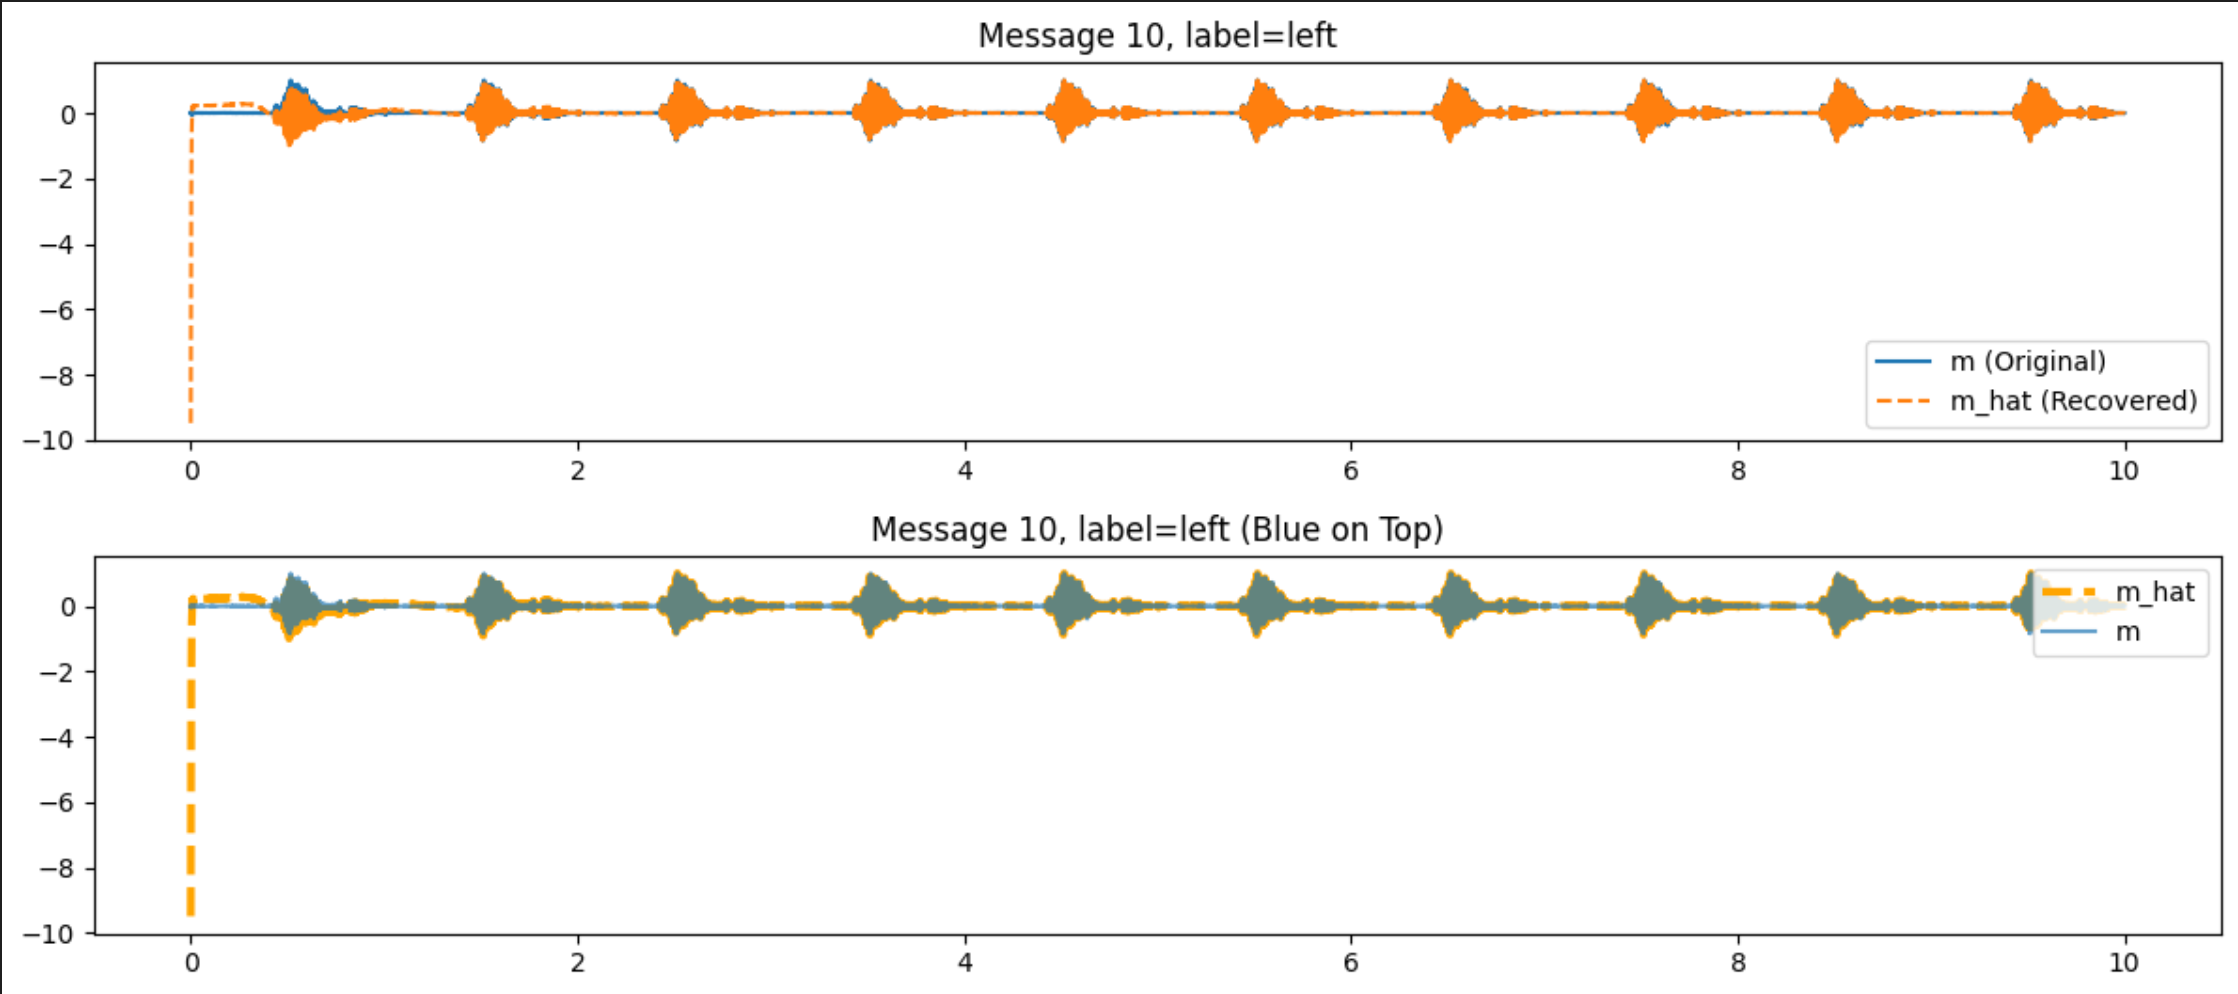 Message 10, label=left
0
−2
−4
−6
−8
−10
m (Original)
m_hat (Recovered)
0 2 4 6 8 10
Message 10, label=left (Blue on Top)
0
−2
−4
−6
−8
−10
m_hat
m
0 2 4 6 8 10